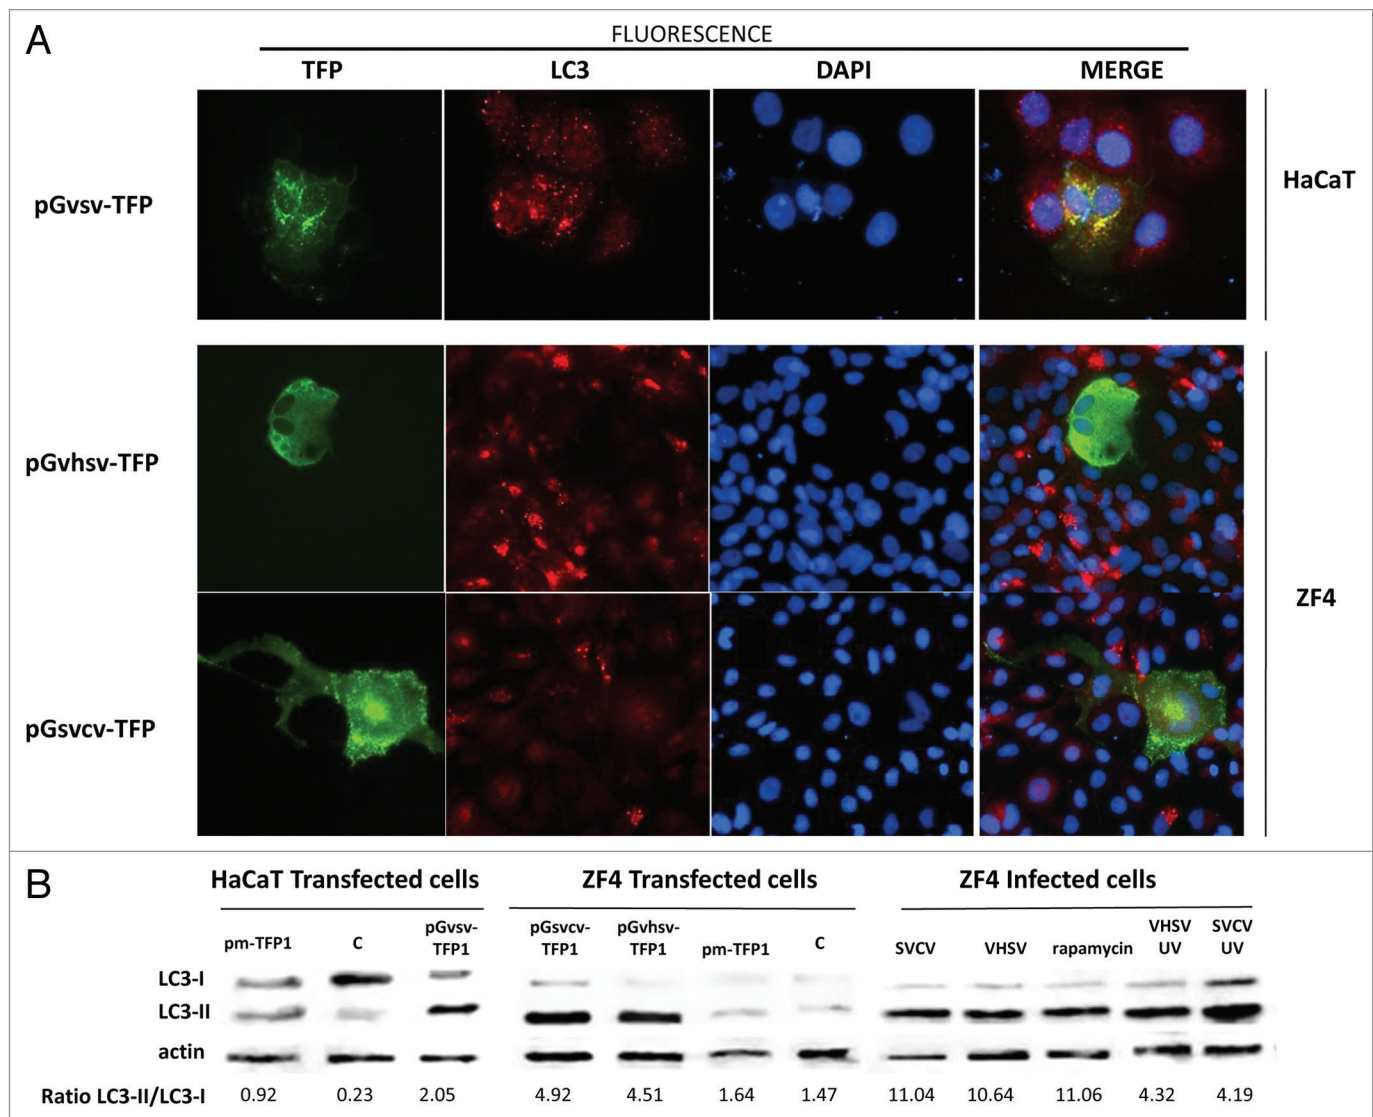 A
FLUORESCENCE
TFP LC3 DAPI MERGE
pGvsv-TFP
HaCaT
pGvhsv-TFP
ZF4
pGsvcv-TFP
B
HaCaT Transfected cells ZF4 Transfected cells ZF4 Infected cells
pm-TFP1 C pGvsv-TFP1 pGsvcv-TFP1 pGvhsv-TFP1 pm-TFP1 C SVCV VHSV rapamycin VHSV UV SVCV UV
LC3-I
LC3-II
actin
Ratio LC3-II/LC3-I 0.92 0.23 2.05 4.92 4.51 1.64 1.47 11.04 10.64 11.06 4.32 4.19